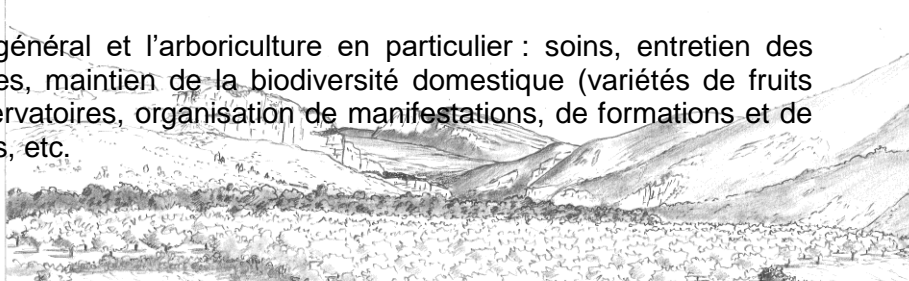 général et l’arboriculture en particulier : soins, entretien des
es, maintien de la biodiversité domestique (variétés de fruits
ervatoires, organisation de manifestations, de formations et de
s, etc.